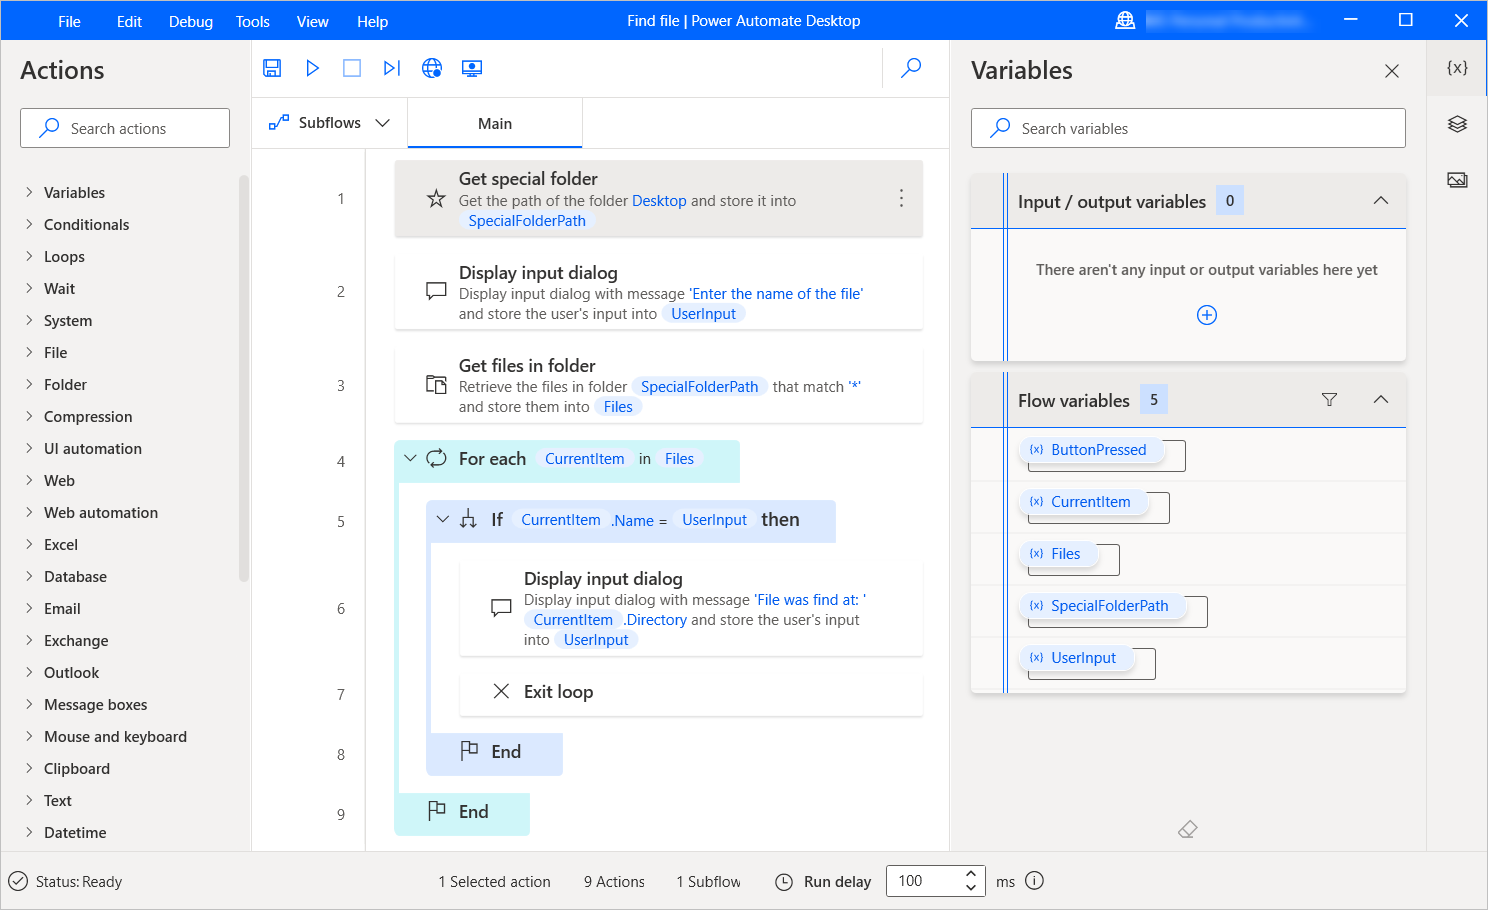 File Edit Debug Tools View Help
Find file | Power Automate Desktop
Actions
Search actions
Variables
Conditionals
Loops
Wait
System
File
Folder
Compression
UI automation
Web
Web automation
Excel
Database
Email
Exchange
Outlook
Message boxes
Mouse and keyboard
Clipboard
Text
Datetime
Subflows
Main
1
Get special folder
Get the path of the folder Desktop and store it into
SpecialFolderPath
2
Display input dialog
Display input dialog with message 'Enter the name of the file'
and store the user's input into UserInput
3
Get files in folder
Retrieve the files in folder SpecialFolderPath that match '*'
and store them into Files
4
For each CurrentItem in Files
5
If CurrentItem .Name = UserInput then
6
Display input dialog
Display input dialog with message 'File was find at: '
CurrentItem .Directory and store the user's input
into UserInput
7
Exit loop
8
End
9
End
Variables
{x}
Search variables
Input / output variables 0
There aren't any input or output variables here yet
Flow variables 5
{x} ButtonPressed
{x} CurrentItem
{x} Files
{x} SpecialFolderPath
{x} UserInput
Status: Ready
1 Selected action
9 Actions
1 Subflow
Run delay
100
ms